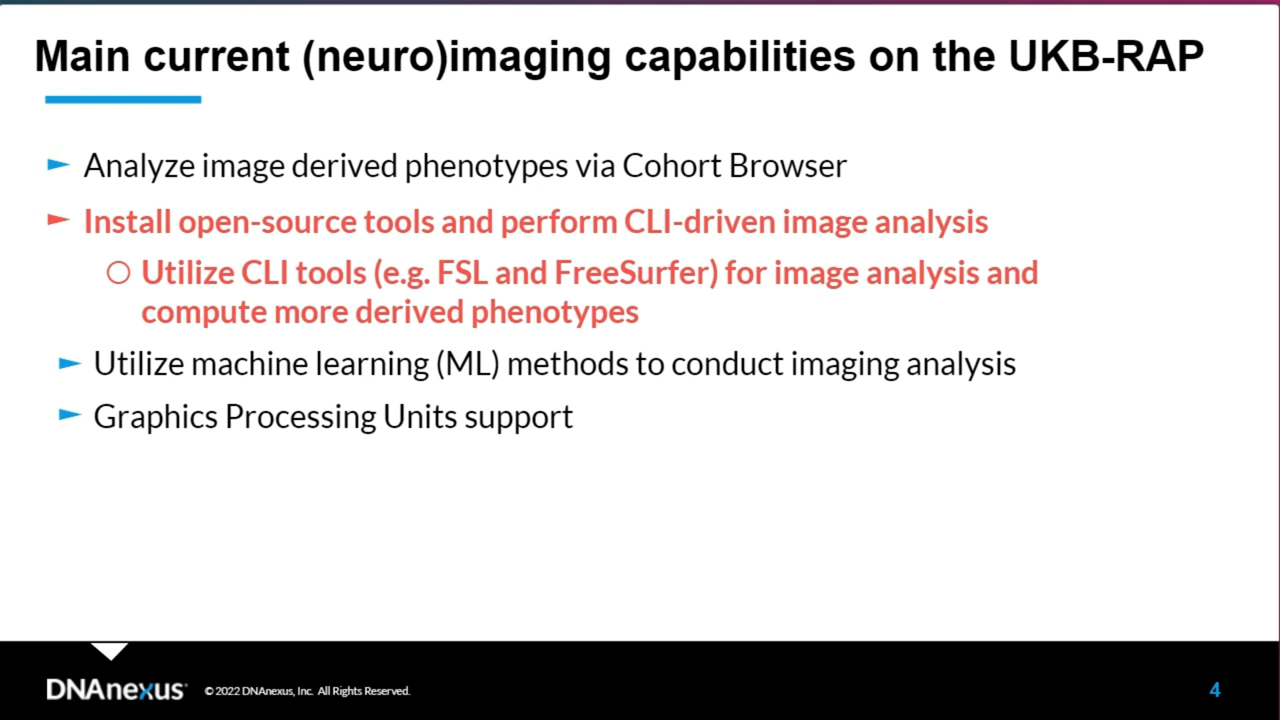 Main current (neuro)imaging capabilities on the UKB-RAP
► Analyze image derived phenotypes via Cohort Browser
► Install open-source tools and perform CLI-driven image analysis
○ Utilize CLI tools (e.g. FSL and FreeSurfer) for image analysis and
compute more derived phenotypes
► Utilize machine learning (ML) methods to conduct imaging analysis
► Graphics Processing Units support
DNAnexus
© 2022 DNAnexus, Inc. All Rights Reserved.
4